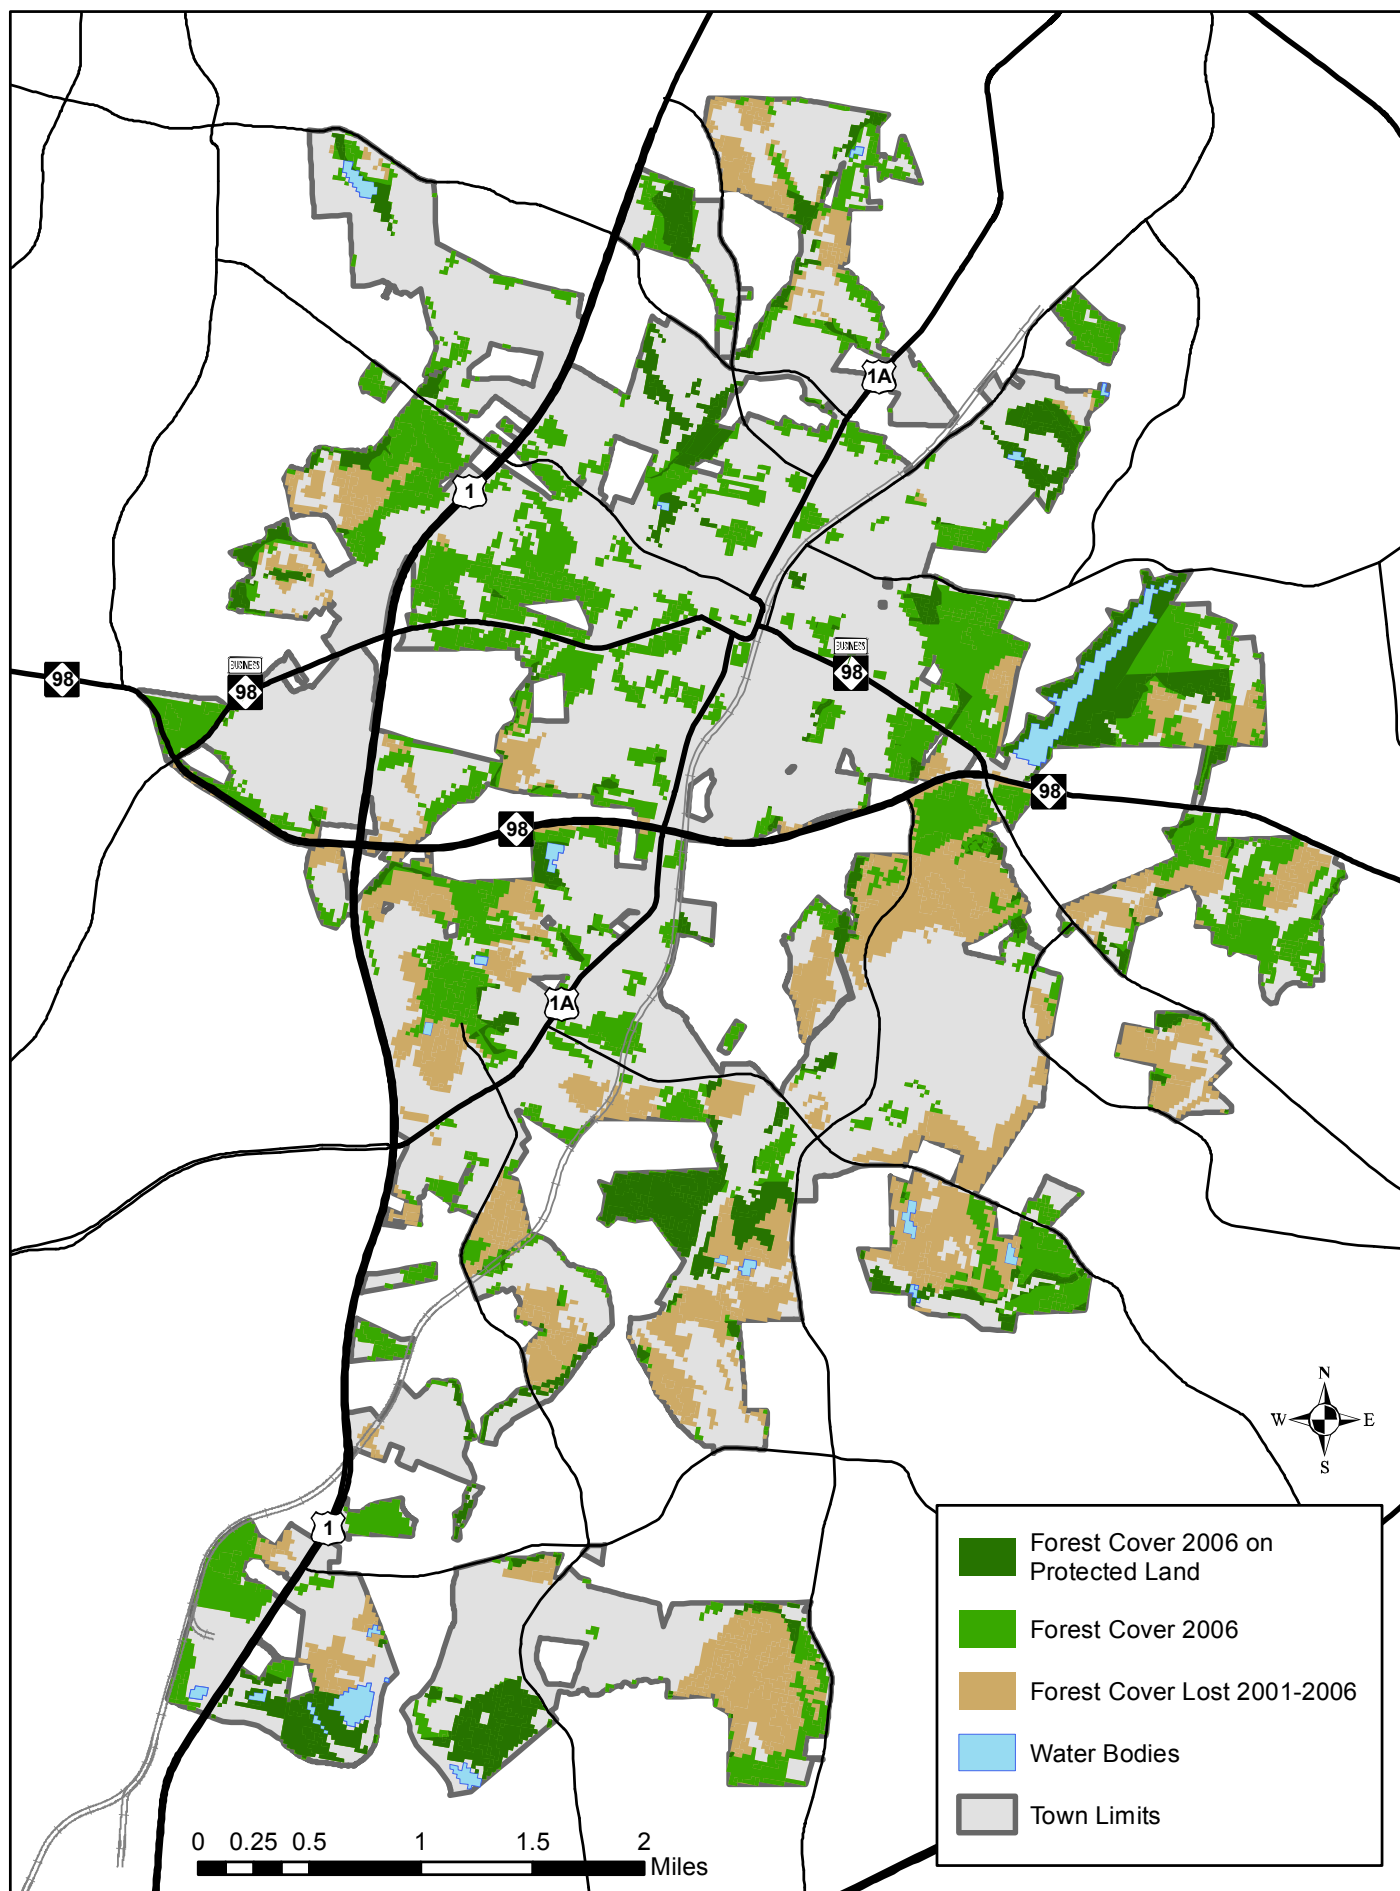 1A
1
BUSINESS
98
98
BUSINESS
98
98
98
1A
N
W E
S
1
Forest Cover 2006 on
Protected Land
Forest Cover 2006
Forest Cover Lost 2001-2006
Water Bodies
Town Limits
0 0.25 0.5 1 1.5 2
Miles